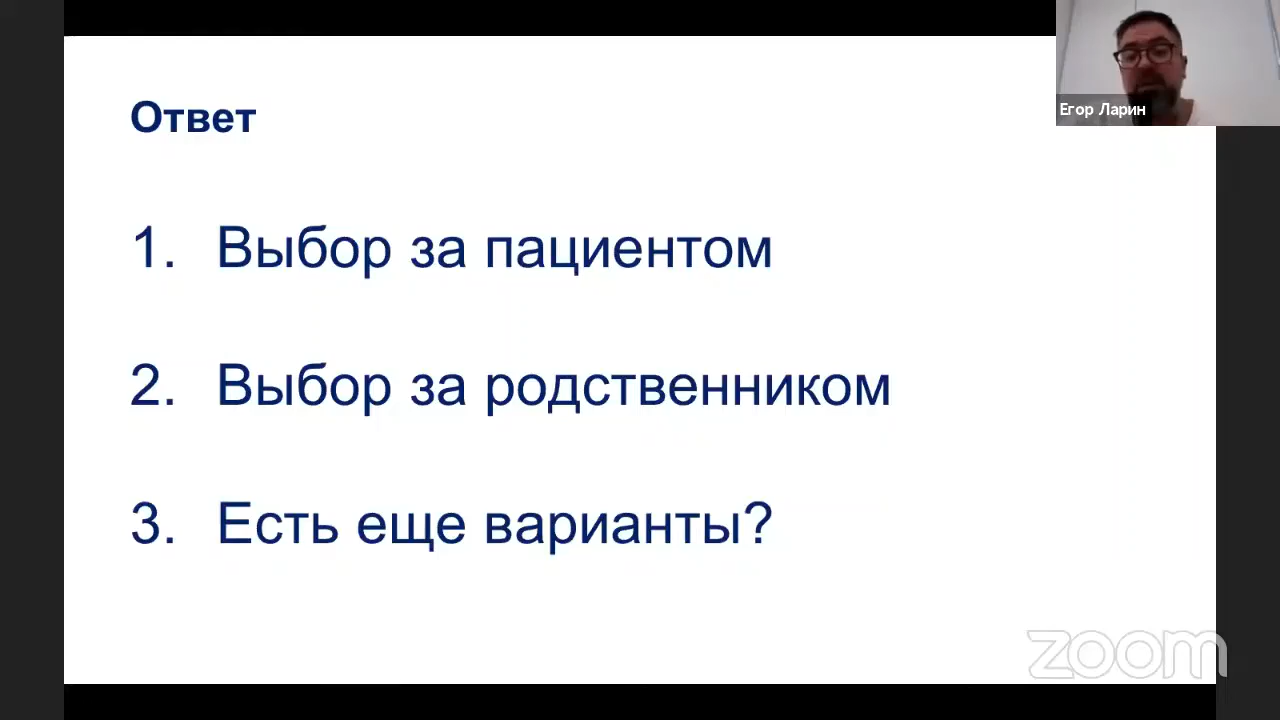 Ответ
1. Выбор за пациентом
2. Выбор за родственником
3. Есть еще варианты?
Егор Ларин
zoom